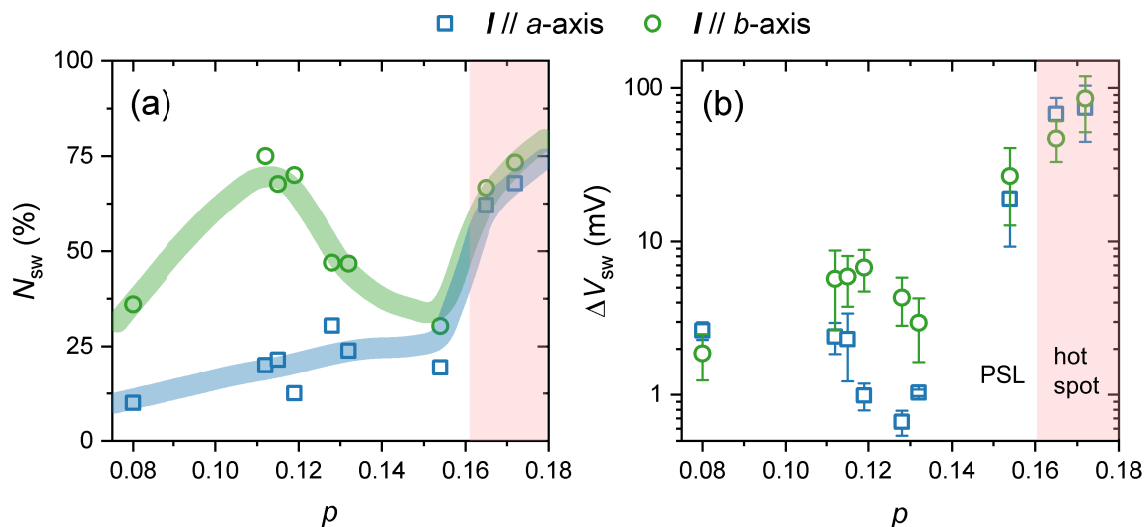 I // a-axis I // b-axis
(a)
100
75
50
25
0
N_sw (%)
0.08 0.10 0.12 0.14 0.16 0.18
p
(b)
100
10
1
ΔV_sw (mV)
PSL
hot
spot
0.08 0.10 0.12 0.14 0.16 0.18
p